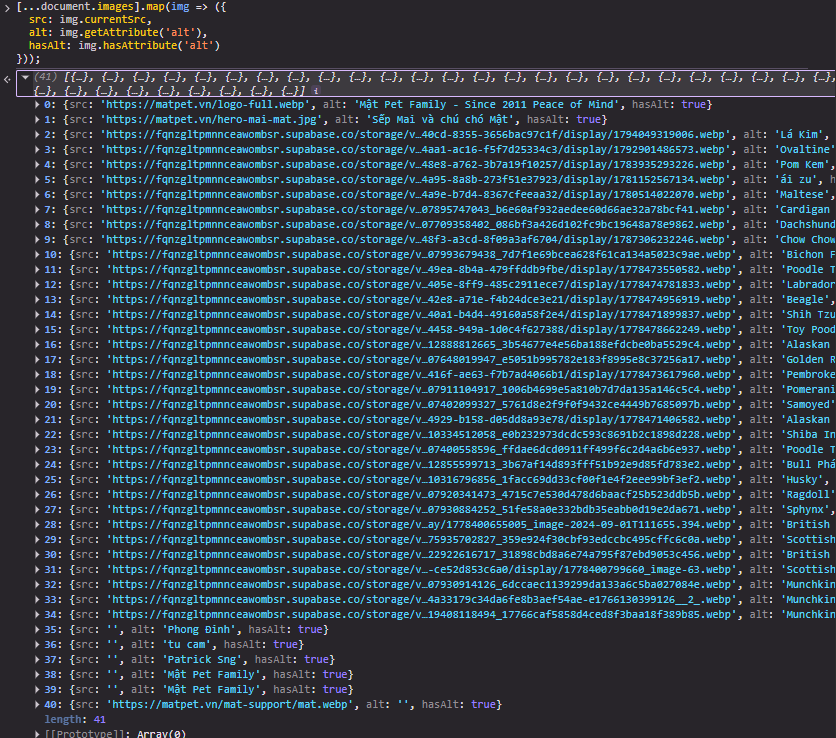 [...document.images].map(img => ({
src: img.currentSrc,
alt: img.getAttribute('alt'),
hasAlt: img.hasAttribute('alt')
}));
(41) [{…}, {…}, {…}, {…}, {…}, {…}, {…}, {…}, {…}, {…}, {…}, {…}, {…}, {…}, {…}, {…}, {…}, {…}, {…}, {…}, {…}, {…}, {…}, {…}, {…},
{…}, {…}, {…}, {…}, {…}, {…}, {…}, {…}, {…}]
0: {src: 'https://matpet.vn/logo-full.webp', alt: 'Mật Pet Family - Since 2011 Peace of Mind', hasAlt: true}
1: {src: 'https://matpet.vn/hero-mai-mat.jpg', alt: 'Sếp Mai và chú chó Mật', hasAlt: true}
2: {src: 'https://fqnzgltpmnnceawombsr.supabase.co/storage/v…40cd-8355-3656bac97c1f/display/1794049319006.webp', alt: 'Lá Kim',
3: {src: 'https://fqnzgltpmnnceawombsr.supabase.co/storage/v…4aa1-ac16-f5f7d25334c3/display/1792901486573.webp', alt: 'Ovaltine'
4: {src: 'https://fqnzgltpmnnceawombsr.supabase.co/storage/v…48e8-a762-3b7a19f10257/display/1783935293226.webp', alt: 'Pom Kem',
5: {src: 'https://fqnzgltpmnnceawombsr.supabase.co/storage/v…4a95-8a8b-273f51e37923/display/1781152567134.webp', alt: 'ái zu', h
6: {src: 'https://fqnzgltpmnnceawombsr.supabase.co/storage/v…4a9e-b7d4-8367cfeeaa32/display/1780514022070.webp', alt: 'Maltese',
7: {src: 'https://fqnzgltpmnnceawombsr.supabase.co/storage/v…07895747043_b6e60af932aedee60d66ae32a78bcf41.webp', alt: 'Cardigan
8: {src: 'https://fqnzgltpmnnceawombsr.supabase.co/storage/v…07709358402_086bf3a426d102fc9bc19648a78e9862.webp', alt: 'Dachshund
9: {src: 'https://fqnzgltpmnnceawombsr.supabase.co/storage/v…48f3-a3cd-8f09a3af6704/display/1787306232246.webp', alt: 'Chow Chow
10: {src: 'https://fqnzgltpmnnceawombsr.supabase.co/storage/v…07993679438_7d7f1e69bcea628f61ca134a5023c9ae.webp', alt: 'Bichon F
11: {src: 'https://fqnzgltpmnnceawombsr.supabase.co/storage/v…49ea-8b4a-479ffddb9fbe/display/1778473550582.webp', alt: 'Poodle T
12: {src: 'https://fqnzgltpmnnceawombsr.supabase.co/storage/v…405e-8ff9-485c2911ece7/display/1778474781833.webp', alt: 'Labrador
13: {src: 'https://fqnzgltpmnnceawombsr.supabase.co/storage/v…42e8-a71e-f4b24dce3e21/display/1778474956919.webp', alt: 'Beagle',
14: {src: 'https://fqnzgltpmnnceawombsr.supabase.co/storage/v…40a1-b4d4-49160a58f2e4/display/1778471899837.webp', alt: 'Shih Tzu
15: {src: 'https://fqnzgltpmnnceawombsr.supabase.co/storage/v…4458-949a-1d0c4f627388/display/1778478662249.webp', alt: 'Toy Pood
16: {src: 'https://fqnzgltpmnnceawombsr.supabase.co/storage/v…12888812665_3b54677e4e56ba188efdcbe0ba5529c4.webp', alt: 'Alaskan
17: {src: 'https://fqnzgltpmnnceawombsr.supabase.co/storage/v…07648019947_e5051b995782e183f8995e8c37256a17.webp', alt: 'Golden R
18: {src: 'https://fqnzgltpmnnceawombsr.supabase.co/storage/v…416f-ae63-f7b7ad4066b1/display/1778473617960.webp', alt: 'Pembroke
19: {src: 'https://fqnzgltpmnnceawombsr.supabase.co/storage/v…07911104917_1006b4699e5a810b7d7da135a146c5c4.webp', alt: 'Pomerani
20: {src: 'https://fqnzgltpmnnceawombsr.supabase.co/storage/v…07402099327_5761d8e2f9f0f9432ce4449b7685097b.webp', alt: 'Samoyed'
21: {src: 'https://fqnzgltpmnnceawombsr.supabase.co/storage/v…4929-b158-d05dd8a93e78/display/1778471406582.webp', alt: 'Alaskan
22: {src: 'https://fqnzgltpmnnceawombsr.supabase.co/storage/v…10334512058_e0b232973dcdc593c8691b2c1898d228.webp', alt: 'Shiba In
23: {src: 'https://fqnzgltpmnnceawombsr.supabase.co/storage/v…07400558596_ffdae6dcd0911ff499f6c2d4a6b6e937.webp', alt: 'Poodle T
24: {src: 'https://fqnzgltpmnnceawombsr.supabase.co/storage/v…12855599713_3b67af14d893fff51b92e9d85fd783e2.webp', alt: 'Bull Phá
25: {src: 'https://fqnzgltpmnnceawombsr.supabase.co/storage/v…10316796856_1facc69dd33cf00f1e4f2eee99bf3ef2.webp', alt: 'Husky',
26: {src: 'https://fqnzgltpmnnceawombsr.supabase.co/storage/v…07920341473_4715c7e530d478d6baacf25b523ddb5b.webp', alt: 'Ragdoll'
27: {src: 'https://fqnzgltpmnnceawombsr.supabase.co/storage/v…07930884252_51fe58a0e332bdb35eabb0d19e2da671.webp', alt: 'Sphynx',
28: {src: 'https://fqnzgltpmnnceawombsr.supabase.co/storage/v…ay/1778400655005_image-2024-09-01T111655.394.webp', alt: 'British
29: {src: 'https://fqnzgltpmnnceawombsr.supabase.co/storage/v…75935702827_359e924f30cbf93edccbc495cffc6c0a.webp', alt: 'Scottish
30: {src: 'https://fqnzgltpmnnceawombsr.supabase.co/storage/v…22922616717_31898cbd8a6e74a795f87ebd9053c456.webp', alt: 'British
31: {src: 'https://fqnzgltpmnnceawombsr.supabase.co/storage/v…-ce52d853c6a0/display/1778400799660_image-63.webp', alt: 'Scottish
32: {src: 'https://fqnzgltpmnnceawombsr.supabase.co/storage/v…07930914126_6dccaec1139299da133a6c5ba027084e.webp', alt: 'Munchkin
33: {src: 'https://fqnzgltpmnnceawombsr.supabase.co/storage/v…4a33179c34da6fe8b3aef54ae-e1766130399126__2_.webp', alt: 'Munchkin
34: {src: 'https://fqnzgltpmnnceawombsr.supabase.co/storage/v…19408118494_17766caf5858d4ced8f3baa18f389b85.webp', alt: 'Munchkin
35: {src: '', alt: 'Phong Đinh', hasAlt: true}
36: {src: '', alt: 'tu cam', hasAlt: true}
37: {src: '', alt: 'Patrick Sng', hasAlt: true}
38: {src: '', alt: 'Mật Pet Family', hasAlt: true}
39: {src: '', alt: 'Mật Pet Family', hasAlt: true}
40: {src: 'https://matpet.vn/mat-support/mat.webp', alt: '', hasAlt: true}
length: 41
[[Prototype]]: Array(0)